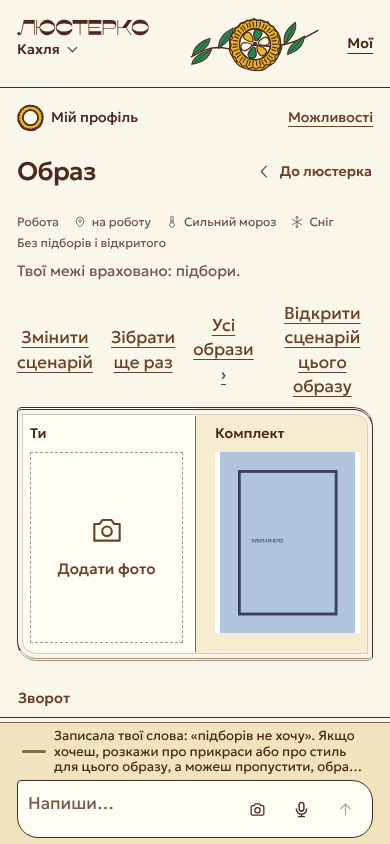 ЛЮСТЕРКО
Кахля
Мої
Мій профіль
Можливості
Образ
До люстерка
Робота на роботу Сильний мороз Сніг
Без підборів і відкритого
Твої межі враховано: підбори.
Змінити
сценарій
Зібрати
ще раз
Усі
образи
›
Відкрити
сценарій
цього
образу
Ти
Комплект
Додати фото
Зворот
Записала твої слова: «підборів не хочу». Якщо
хочеш, розкажи про прикраси або про стиль
для цього образу, а можеш пропустити, обра…
Напиши…